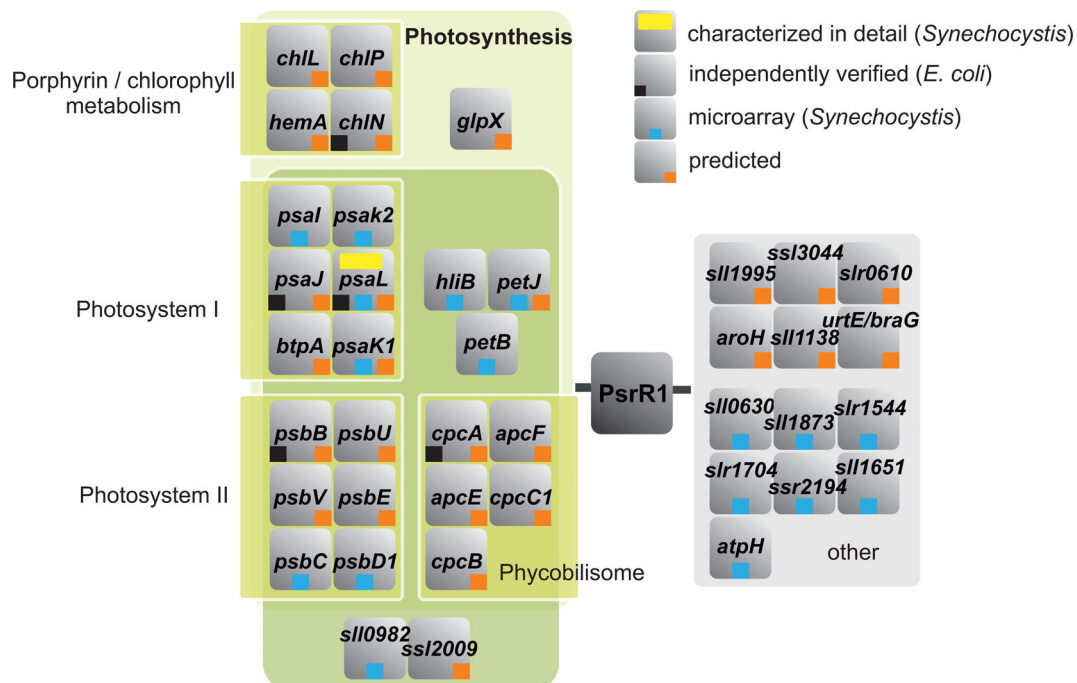 Photosynthesis
Porphyrin / chlorophyll
metabolism
chlL
chlP
hemA
chlN
glpX
Photosystem I
psaI
psak2
psaJ
psaL
btpA
psaK1
hliB
petJ
petB
Photosystem II
psbB
psbU
psbV
psbE
psbC
psbD1
cpcA
apcF
apcE
cpcC1
cpcB
Phycobilisome
sll0982
ssl2009
PsrR1
characterized in detail (Synechocystis)
independently verified (E. coli)
microarray (Synechocystis)
predicted
sll1995
ssl3044
slr0610
aroH
sll1138
urtE/braG
sll0630
sll1873
slr1544
slr1704
ssr2194
sll1651
atpH
other